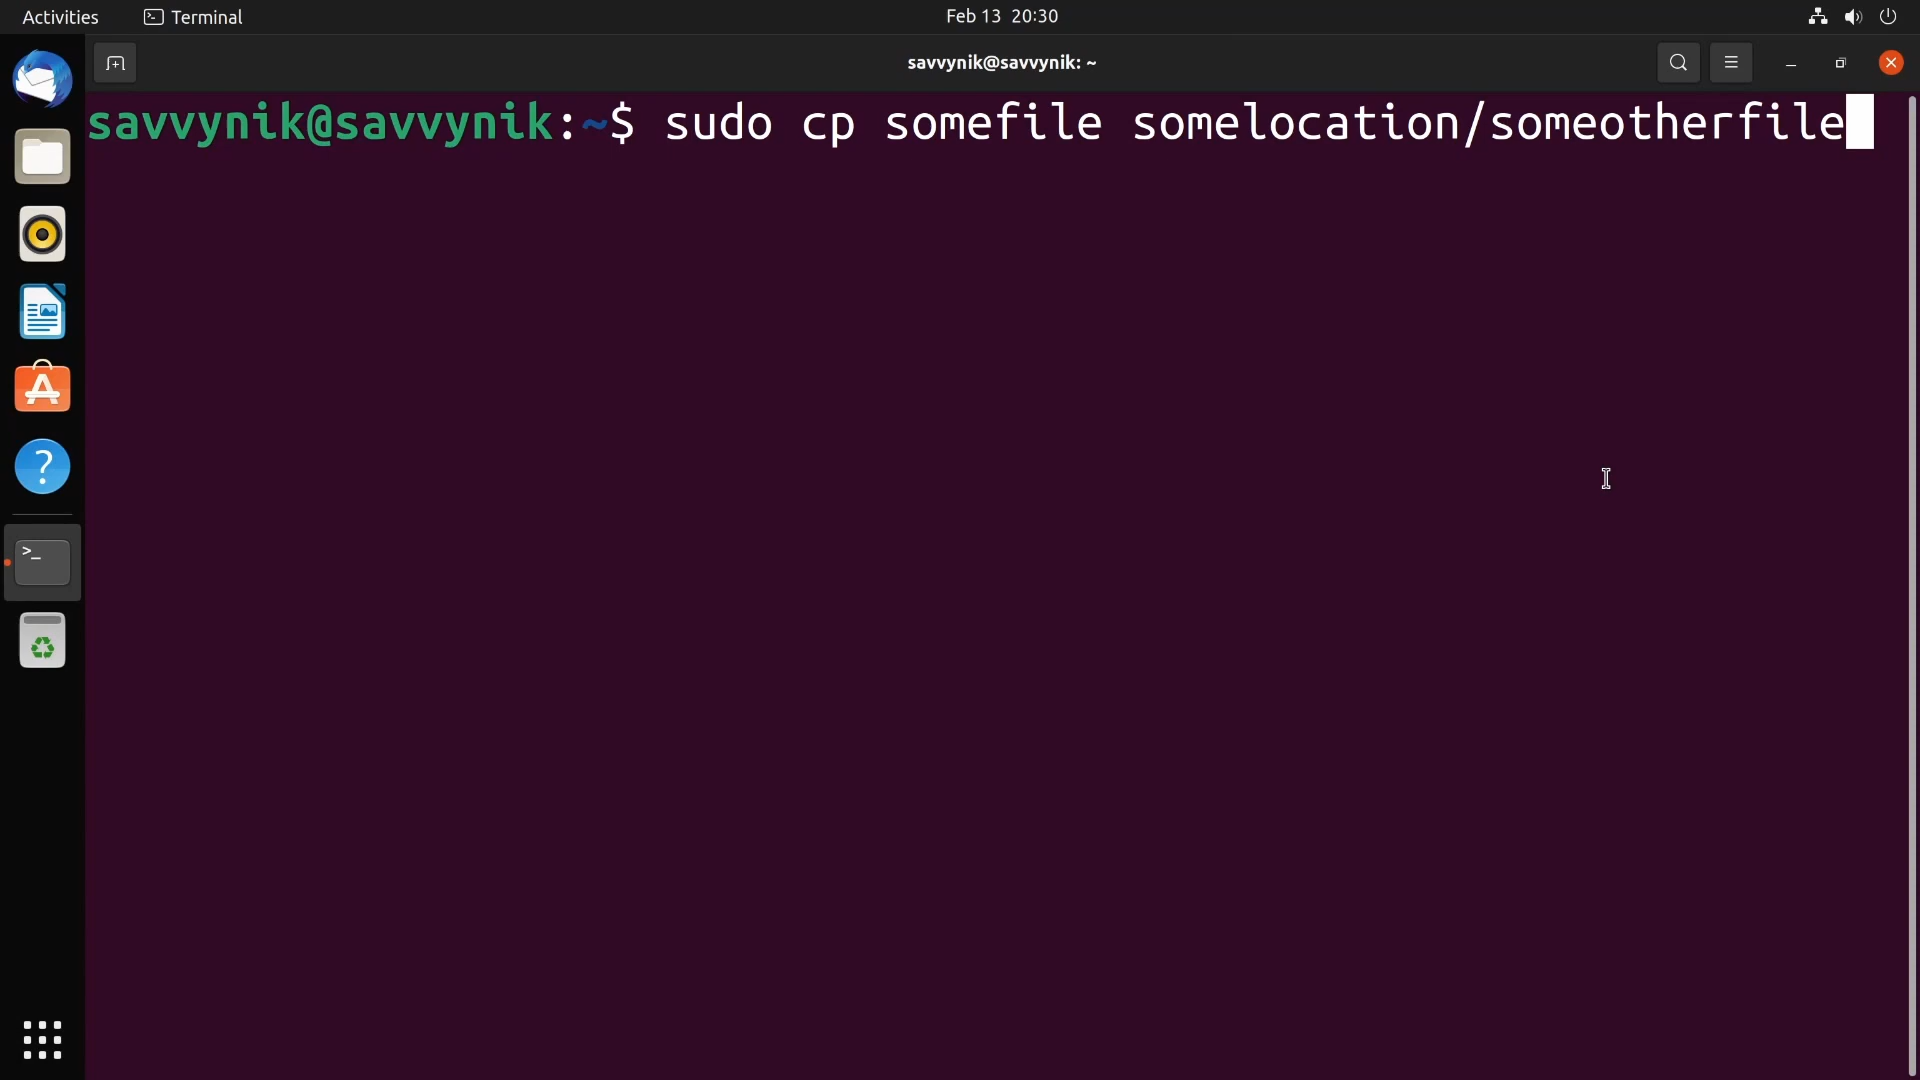 Activities Terminal Feb 13 20:30
savvynik@savvynik: ~
savvynik@savvynik:~$ sudo cp somefile somelocation/someotherfile